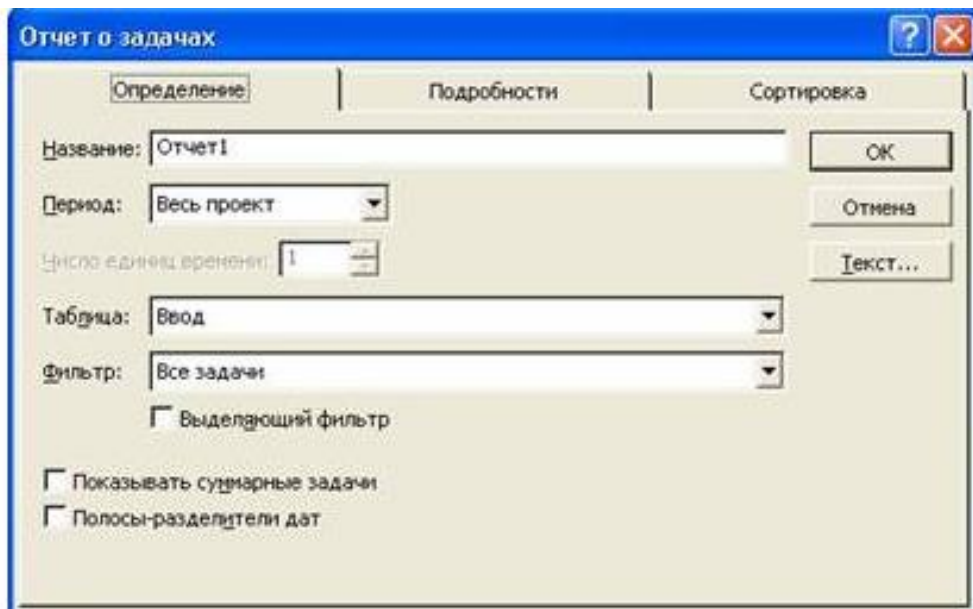 Отчет о задачах
Определение Подробности Сортировка
Название: Отчет1 OK
Период: Весь проект Отмена
Число единиц времени: 1 Текст...
Таблица: Ввод
Фильтр: Все задачи
Выделяющий фильтр
Показывать суммарные задачи
Полосы-разделители дат